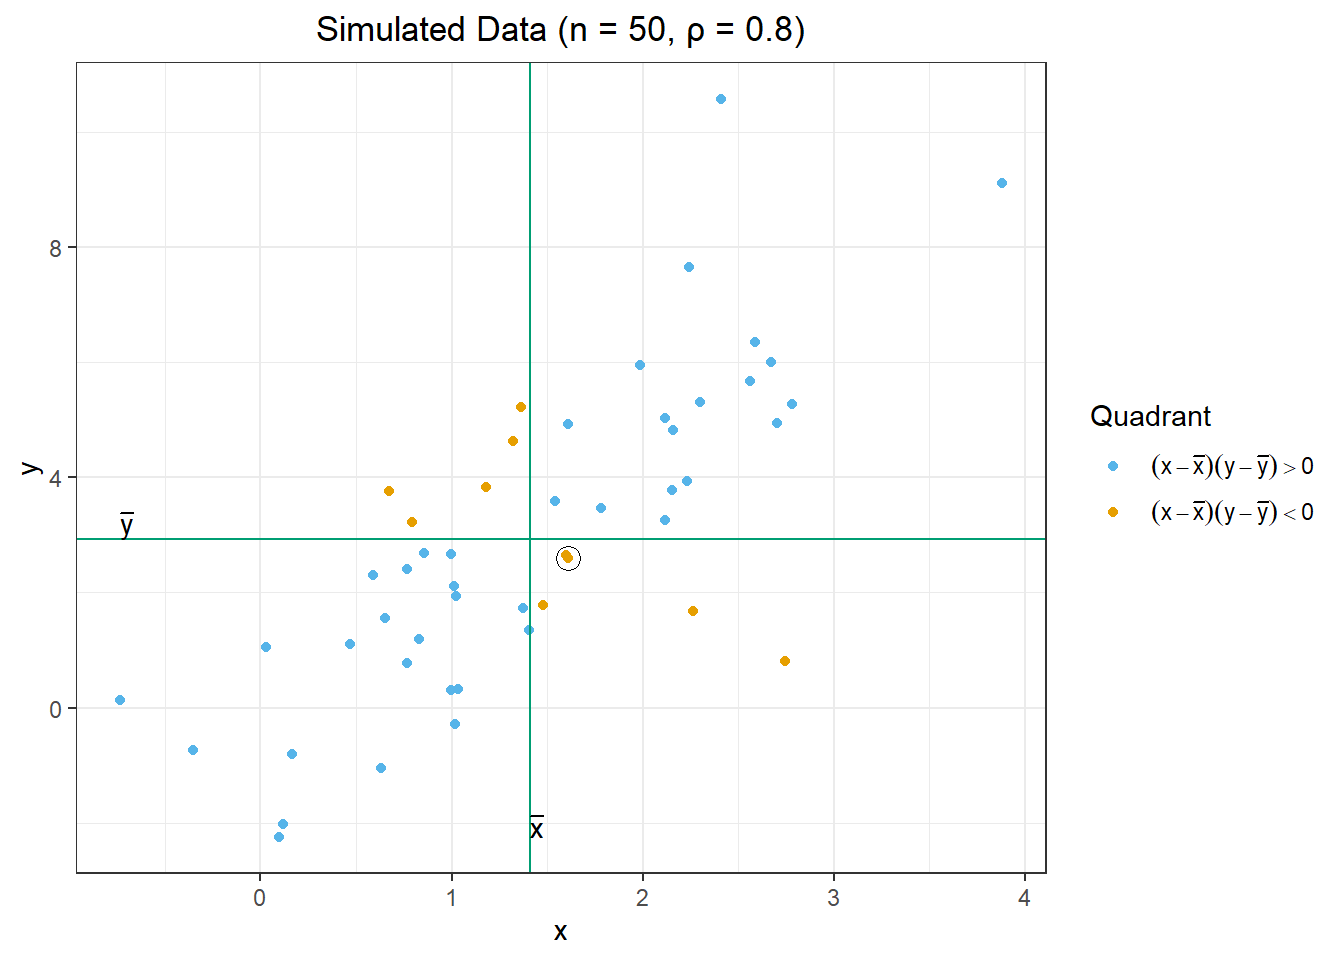 Simulated Data (n = 50, ρ = 0.8)
8
4
0
y
y̅
x̅
0 1 2 3 4
x
Quadrant
(x − x̅)(y − y̅) > 0
(x − x̅)(y − y̅) < 0